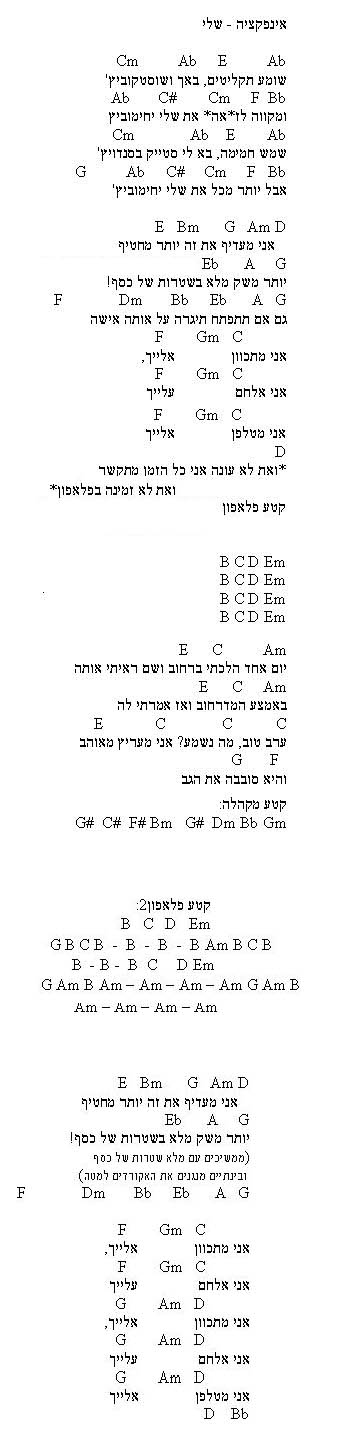 אינפקציה - שלי
Cm Ab E Ab
שומע תקליטים, באך ושוסטקוביץ'
Ab C# Cm F Bb
ומקווה לז*אה* את שלי יחימוביץ
Cm Ab E Ab
שמש חמימה, בא לי סטייק בסנדויץ'
G Ab C# Cm F Bb
אבל יותר מכל את שלי יחימוביץ'
E Bm G Am D
אני מעדיף את זה יותר מחטיף
Eb A G
יותר משק מלא בשטרות של כסף!
F Dm Bb Eb A G
גם אם תתפתח תיגרה על אותה אישה
F Gm C
אני מתכוון אלייך,
F Gm C
אני אלחם עלייך
F Gm C
אני מטלפן אלייך
D
*ואת לא עונה אני כל הזמן מתקשר
ואת לא זמינה בפלאפון*
קטע פלאפון
B C D Em
B C D Em
B C D Em
B C D Em
E C Am
יום אחד הלכתי ברחוב ושם ראיתי אותה
E C Am
באמצע המדרחוב ואז אמרתי לה
E C C C
ערב טוב, מה נשמע? אני מעריץ מאוהב
G F
והיא סובבה את הגב
קטע מקהלה:
G# C# F# Bm G# Dm Bb Gm
קטע פלאפון2:
B C D Em
G B C B - B - B - B Am B C B
B - B - B C D Em
G Am B Am – Am – Am – Am G Am B
Am – Am – Am – Am
E Bm G Am D
אני מעדיף את זה יותר מחטיף
Eb A G
יותר משק מלא בשטרות של כסף!
(ממשיכים עם מלא שטרות של כסף
ובינתיים מנגנים את האקורדים למטה)
F Dm Bb Eb A G
F Gm C
אני מתכוון אלייך,
F Gm C
אני אלחם עלייך
G Am D
אני מתכוון אלייך,
G Am D
אני אלחם עלייך
G Am D
אני מטלפן אלייך
D Bb